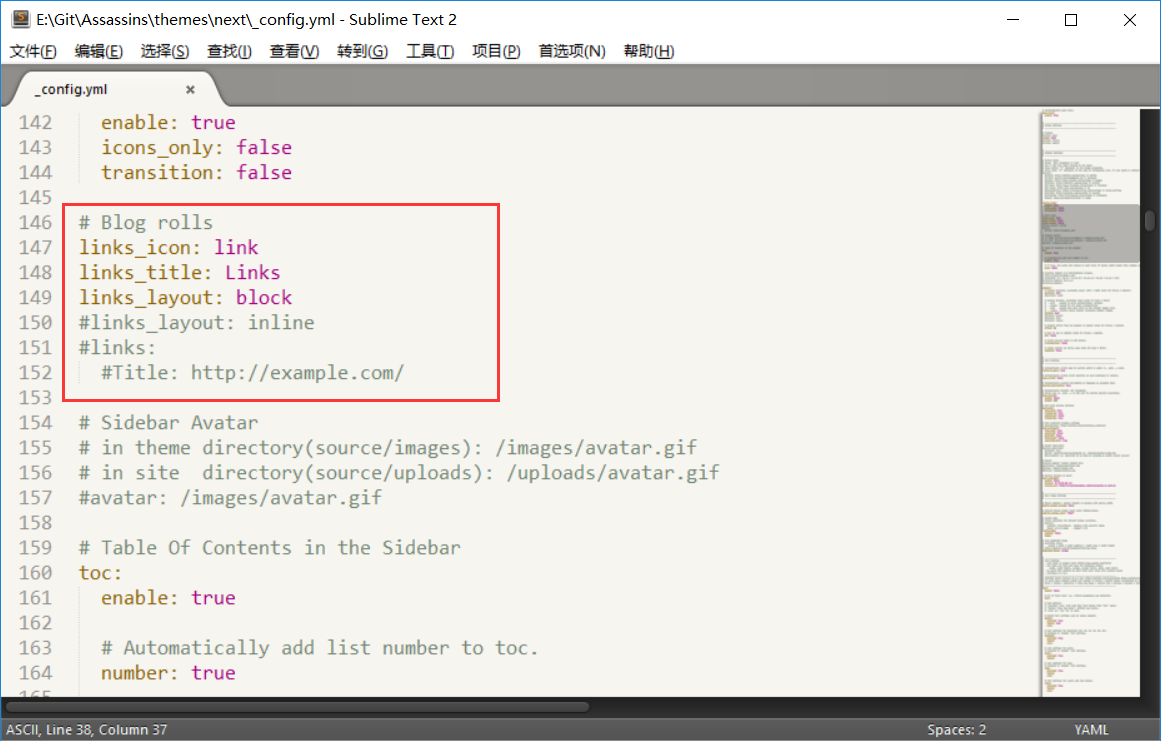 E:\Git\Assassins\themes\next\_config.yml - Sublime Text 2
文件(F) 编辑(E) 选择(S) 查找(I) 查看(V) 转到(G) 工具(T) 项目(P) 首选项(N) 帮助(H)
_config.yml ×
142 enable: true
143 icons_only: false
144 transition: false
145
146 # Blog rolls
147 links_icon: link
148 links_title: Links
149 links_layout: block
150 #links_layout: inline
151 #links:
152 #Title: http://example.com/
153
154 # Sidebar Avatar
155 # in theme directory(source/images): /images/avatar.gif
156 # in site  directory(source/uploads): /uploads/avatar.gif
157 #avatar: /images/avatar.gif
158
159 # Table Of Contents in the Sidebar
160 toc:
161 enable: true
162
163 # Automatically add list number to toc.
164 number: true
165
ASCII, Line 38, Column 37 Spaces: 2 YAML